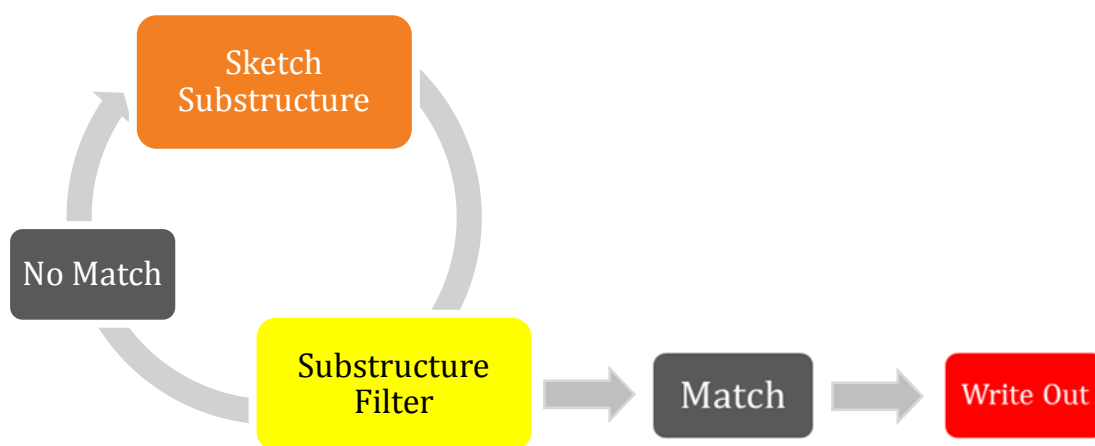 Sketch
Substructure
No Match
Substructure
Filter
Match
Write Out